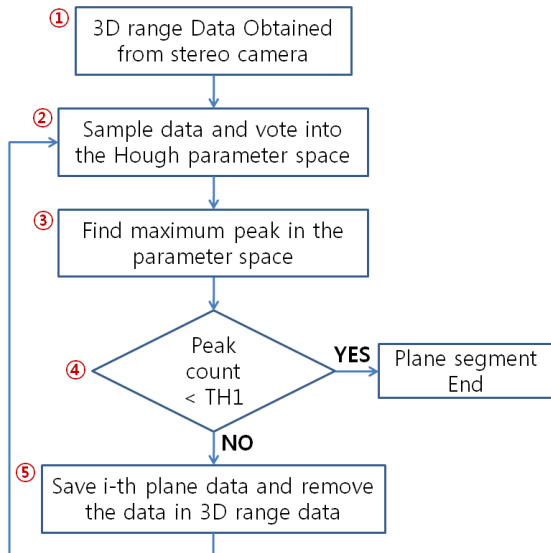 ①
3D range Data Obtained
from stereo camera
②
Sample data and vote into
the Hough parameter space
③
Find maximum peak in the
parameter space
④
Peak
count
< TH1
YES
Plane segment
End
NO
⑤
Save i-th plane data and remove
the data in 3D range data